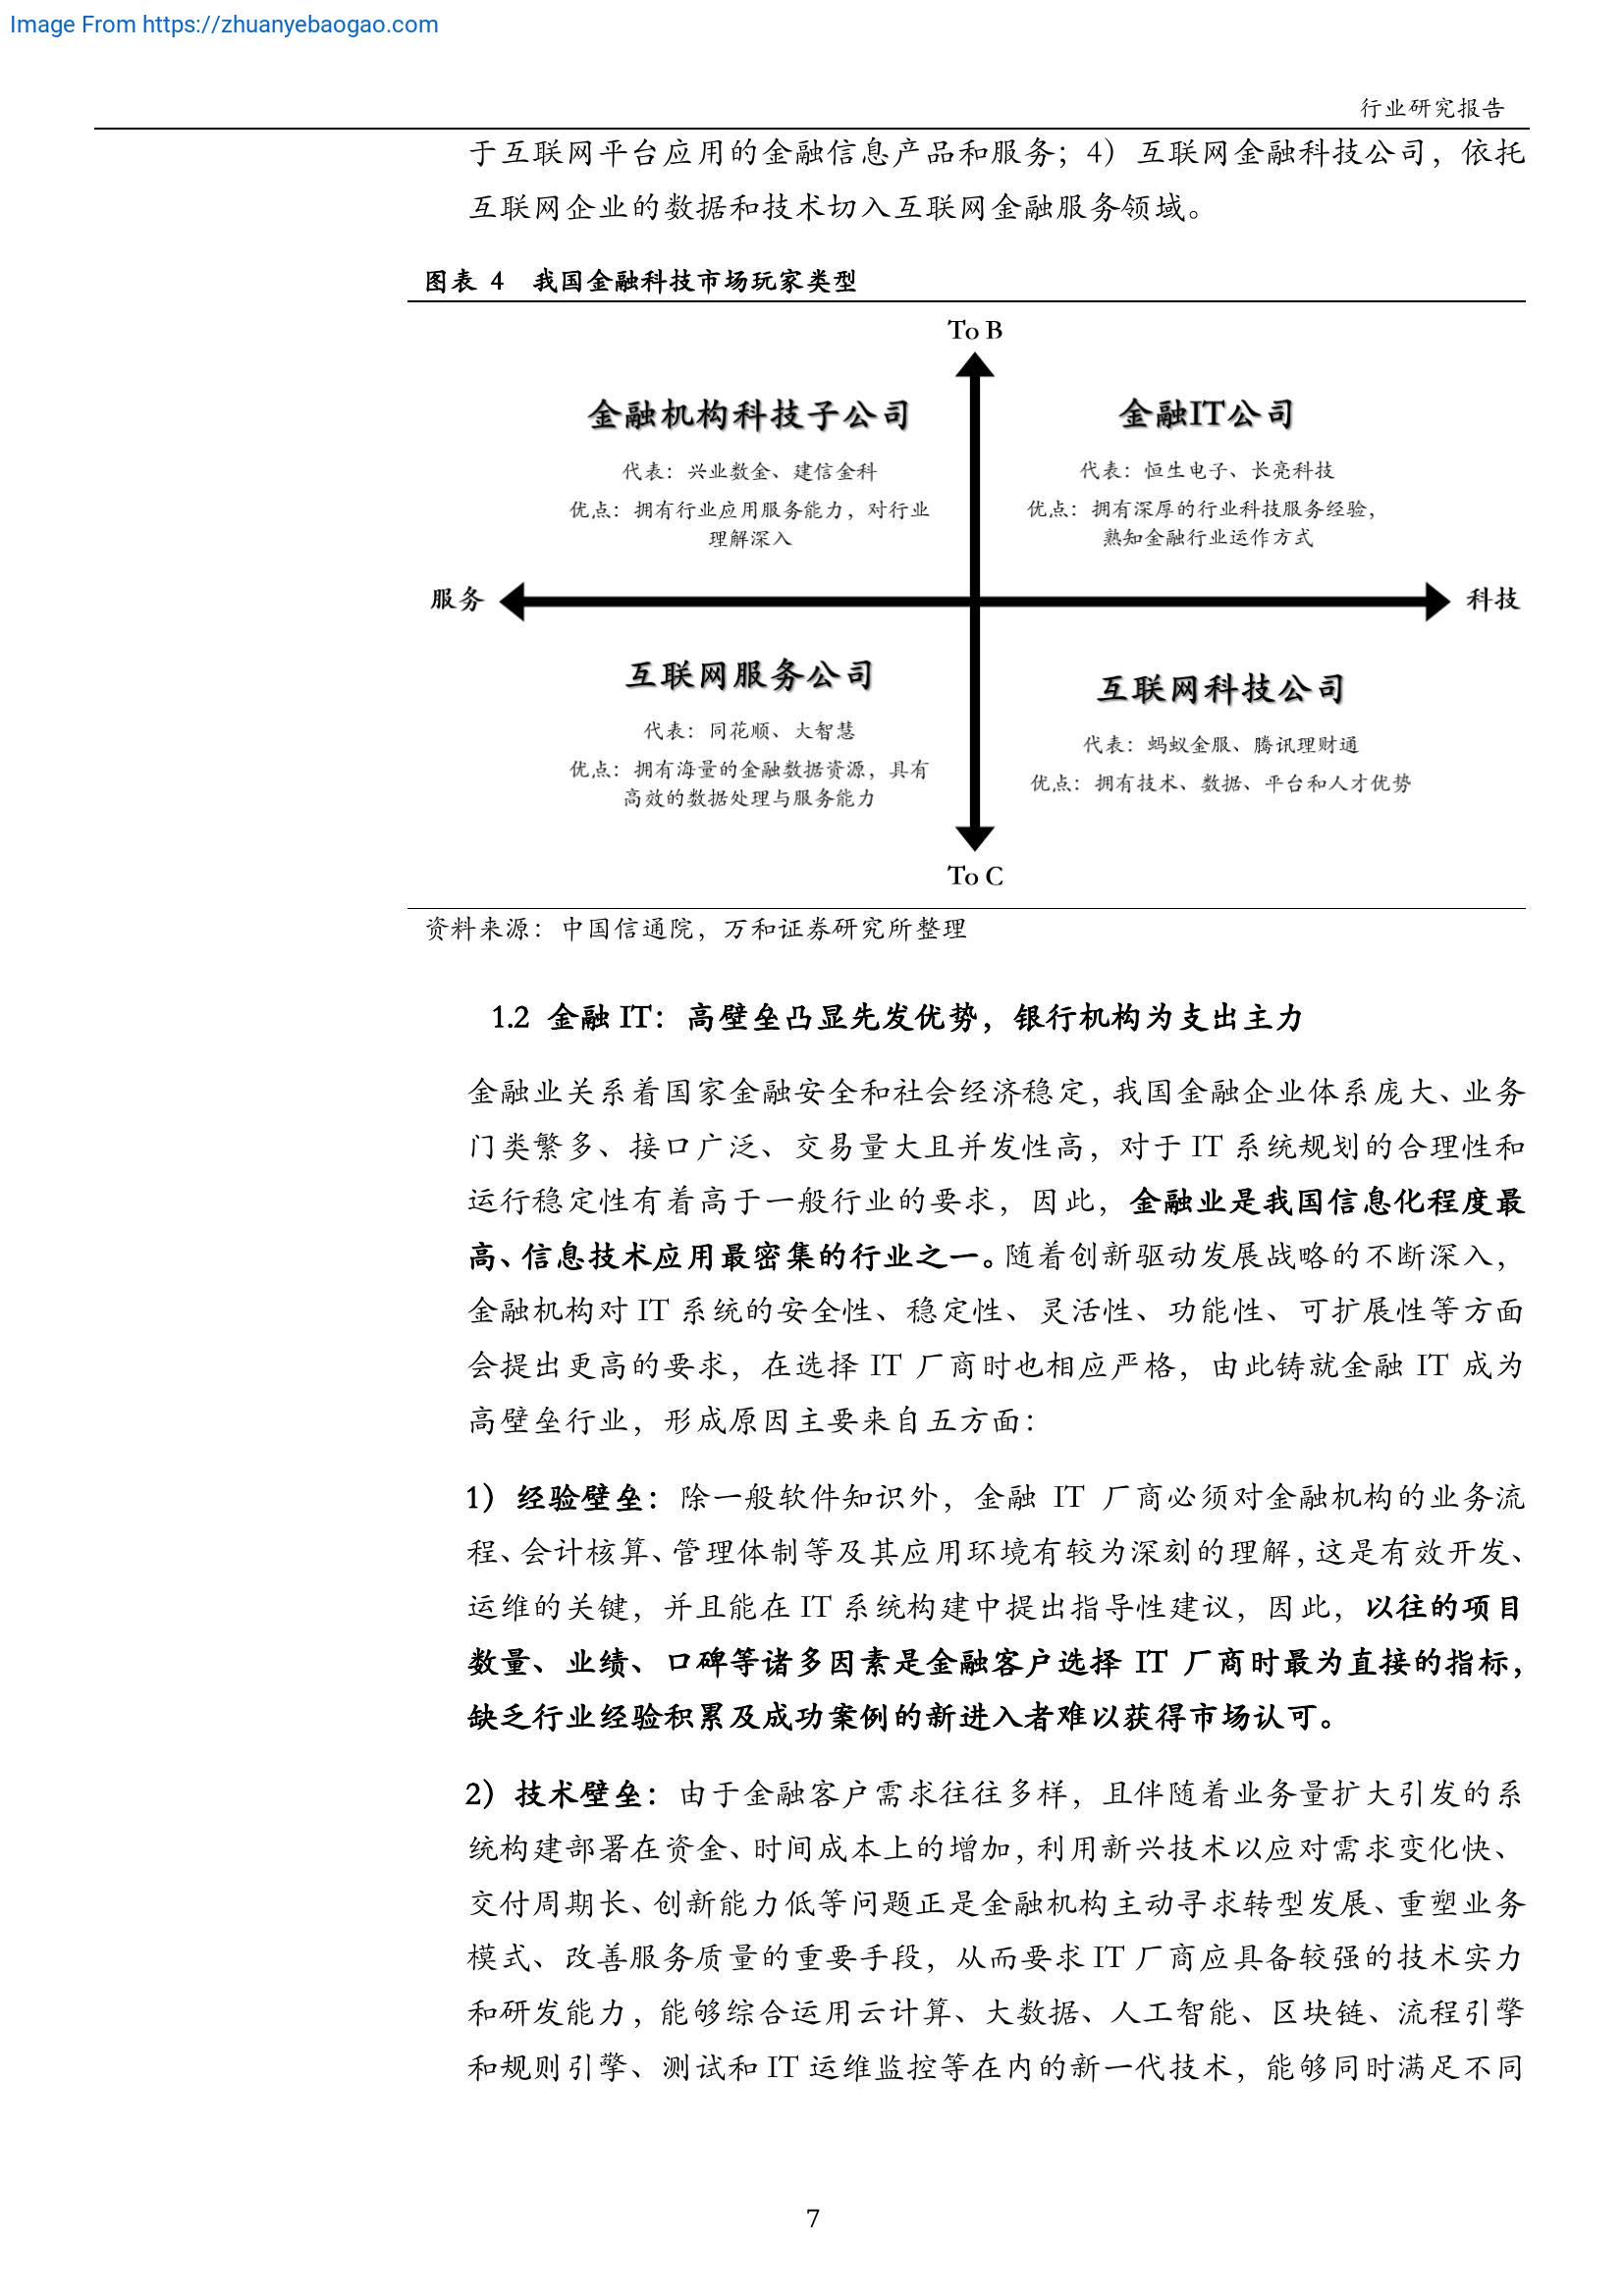 Image From https://zhuanyebaogao.com
行业研究报告
于互联网平台应用的金融信息产品和服务；4）互联网金融科技公司，依托
互联网企业的数据和技术切入互联网金融服务领域。
图表 4 我国金融科技市场玩家类型
To B
金融机构科技子公司
代表：兴业数金、建信金科
优点：拥有行业应用服务能力，对行业
理解深入
金融IT公司
代表：恒生电子、长亮科技
优点：拥有深厚的行业科技服务经验，
熟知金融行业运作方式
服务
科技
互联网服务公司
代表：同花顺、大智慧
优点：拥有海量的金融数据资源，具有
高效的数据处理与服务能力
互联网科技公司
代表：蚂蚁金服、腾讯理财通
优点：拥有技术、数据、平台和人才优势
To C
资料来源：中国信通院，万和证券研究所整理
1.2 金融 IT：高壁垒凸显先发优势，银行机构为支出主力
金融业关系着国家金融安全和社会经济稳定，我国金融企业体系庞大、业务
门类繁多、接口广泛、交易量大且并发性高，对于 IT 系统规划的合理性和
运行稳定性有着高于一般行业的要求，因此，金融业是我国信息化程度最
高、信息技术应用最密集的行业之一。随着创新驱动发展战略的不断深入，
金融机构对 IT 系统的安全性、稳定性、灵活性、功能性、可扩展性等方面
会提出更高的要求，在选择 IT 厂商时也相应严格，由此铸就金融 IT 成为
高壁垒行业，形成原因主要来自五方面：
1）经验壁垒：除一般软件知识外，金融 IT 厂商必须对金融机构的业务流
程、会计核算、管理体制等及其应用环境有较为深刻的理解，这是有效开发、
运维的关键，并且能在 IT 系统构建中提出指导性建议，因此，以往的项目
数量、业绩、口碑等诸多因素是金融客户选择 IT 厂商时最为直接的指标，
缺乏行业经验积累及成功案例的新进入者难以获得市场认可。
2）技术壁垒：由于金融客户需求往往多样，且伴随着业务量扩大引发的系
统构建部署在资金、时间成本上的增加，利用新兴技术以应对需求变化快、
交付周期长、创新能力低等问题正是金融机构主动寻求转型发展、重塑业务
模式、改善服务质量的重要手段，从而要求 IT 厂商应具备较强的技术实力
和研发能力，能够综合运用云计算、大数据、人工智能、区块链、流程引擎
和规则引擎、测试和 IT 运维监控等在内的新一代技术，能够同时满足不同
7